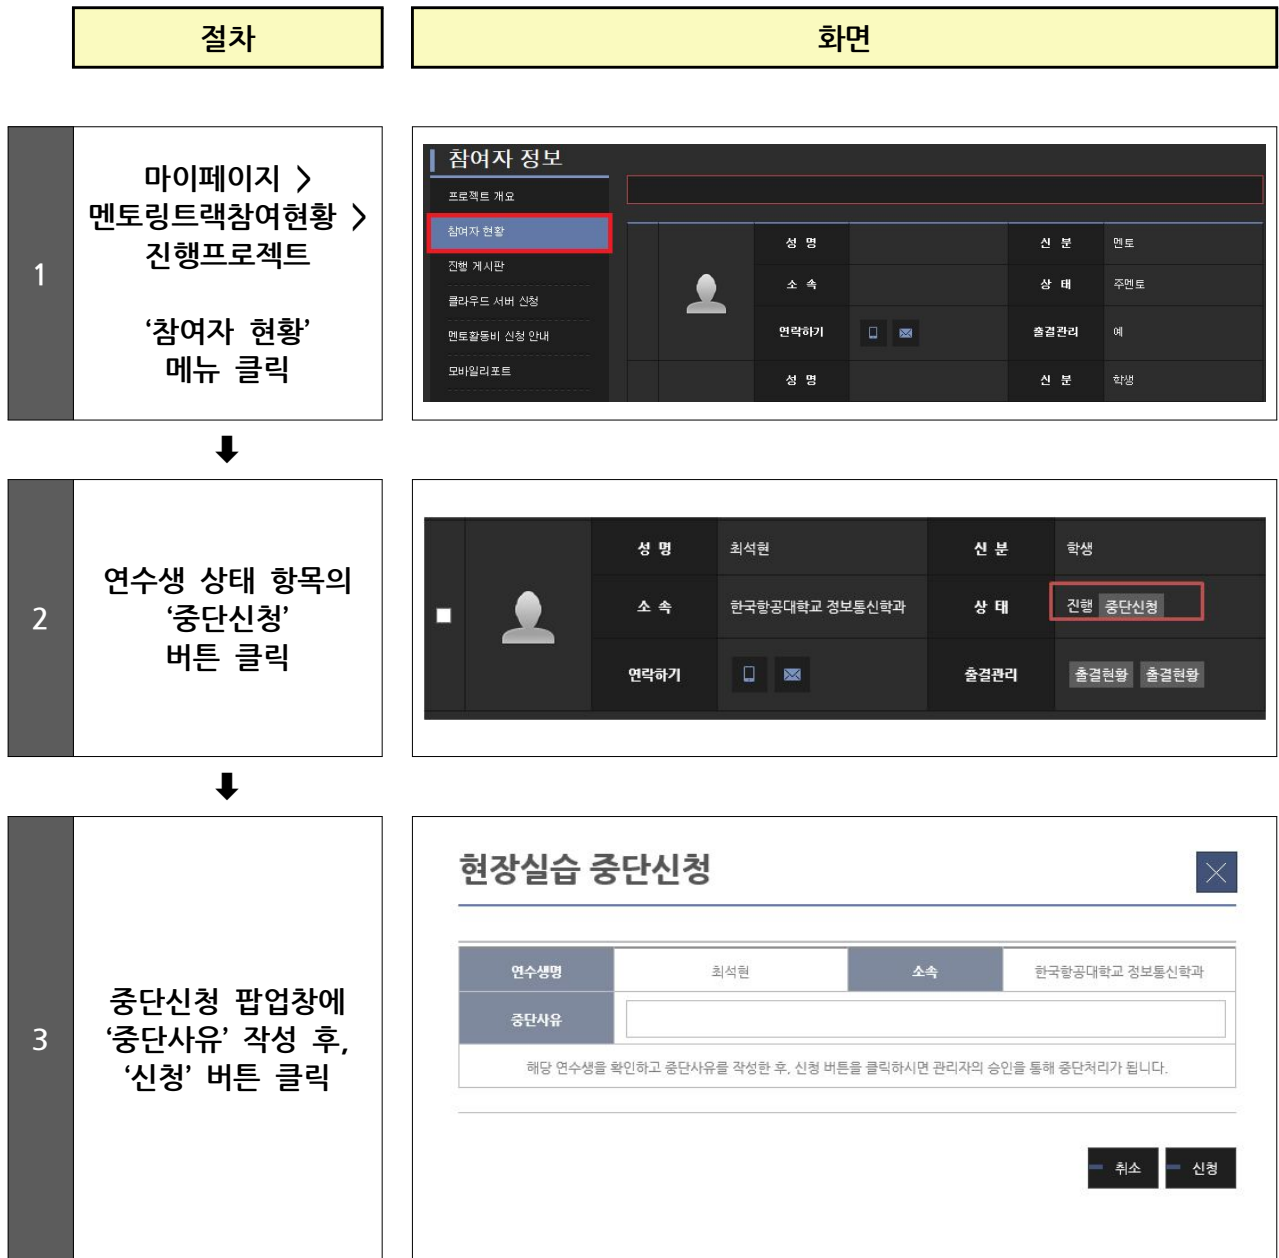 절차
화면
1
마이페이지 >
멘토링트랙참여현황 >
진행프로젝트
‘참여자 현황’
메뉴 클릭
참여자 정보
프로젝트 개요
참여자 현황
진행 게시판
클라우드 서버 신청
멘토활동비 신청 안내
모바일리포트
성 명
신 분 멘토
소 속
상 태 주멘토
연락하기
출결관리 예
성 명
신 분 학생
2
연수생 상태 항목의
‘중단신청’
버튼 클릭
성 명 최석현 신 분 학생
소 속 한국항공대학교 정보통신학과 상 태 진행 중단신청
연락하기 출결관리 출결현황 출결현황
3
중단신청 팝업창에
‘중단사유’ 작성 후,
‘신청’ 버튼 클릭
현장실습 중단신청
연수생명 최석현 소속 한국항공대학교 정보통신학과
중단사유
해당 연수생을 확인하고 중단사유를 작성한 후, 신청 버튼을 클릭하시면 관리자의 승인을 통해 중단처리가 됩니다.
취소 신청